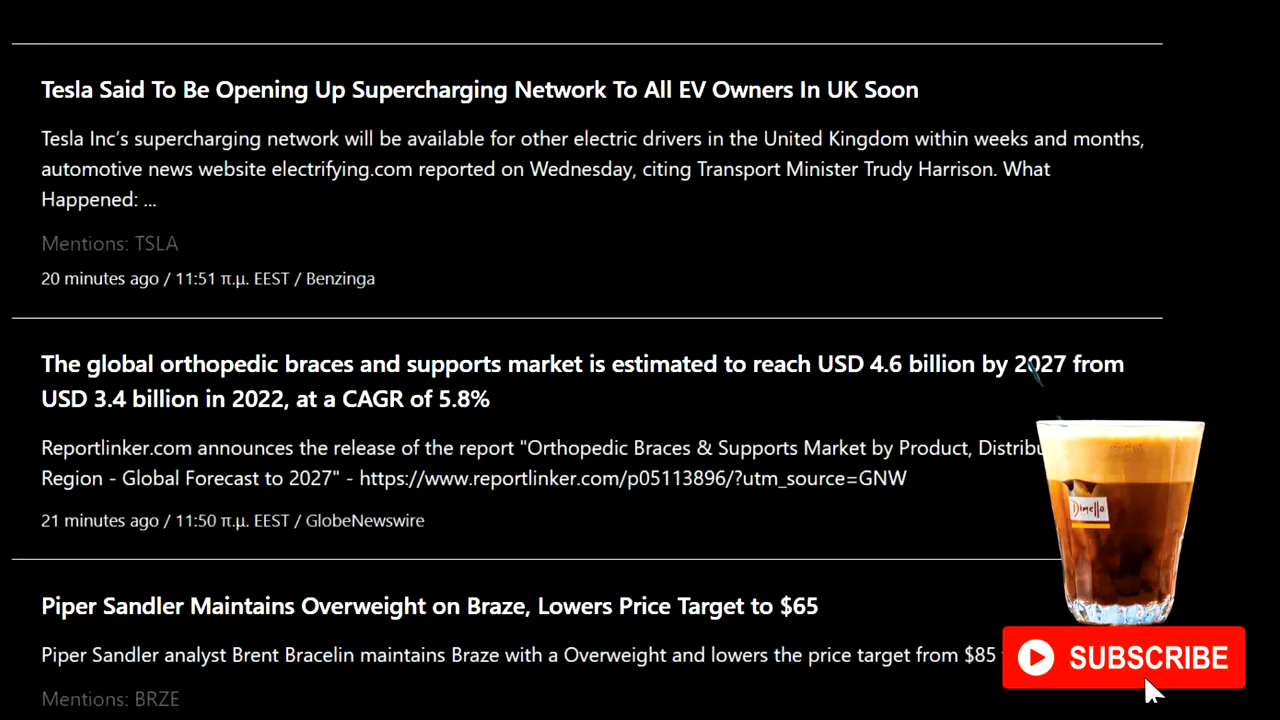 Tesla Said To Be Opening Up Supercharging Network To All EV Owners In UK Soon
Tesla Inc’s supercharging network will be available for other electric drivers in the United Kingdom within weeks and months,
automotive news website electrifying.com reported on Wednesday, citing Transport Minister Trudy Harrison. What
Happened: ...
Mentions: TSLA
20 minutes ago / 11:51 π.μ. EEST / Benzinga
The global orthopedic braces and supports market is estimated to reach USD 4.6 billion by 2027 from
USD 3.4 billion in 2022, at a CAGR of 5.8%
Reportlinker.com announces the release of the report "Orthopedic Braces & Supports Market by Product, Distribu
Region - Global Forecast to 2027" - https://www.reportlinker.com/p05113896/?utm_source=GNW
21 minutes ago / 11:50 π.μ. EEST / GlobeNewswire
Dimello
Piper Sandler Maintains Overweight on Braze, Lowers Price Target to $65
Piper Sandler analyst Brent Bracelin maintains Braze with a Overweight and lowers the price target from $85
SUBSCRIBE
Mentions: BRZE